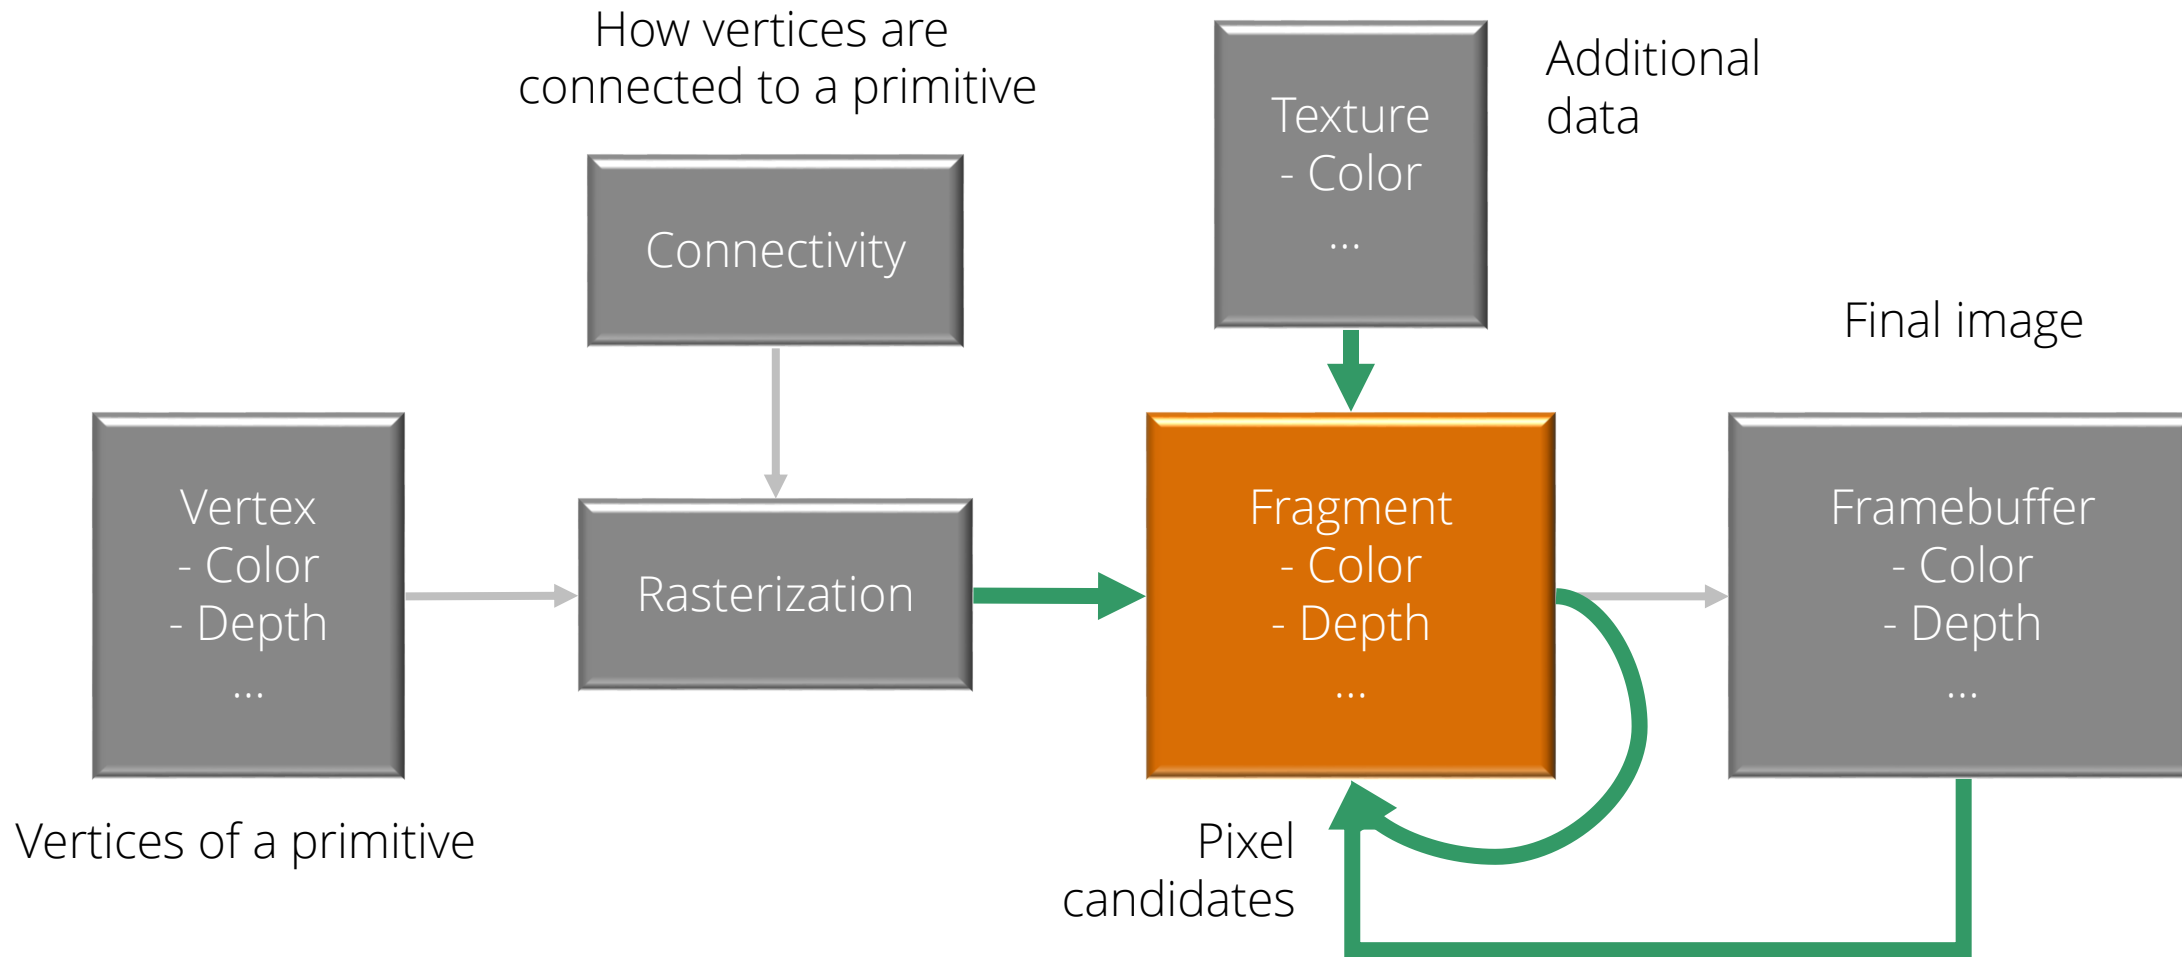 How vertices are
connected to a primitive
Connectivity
Texture
- Color
...
Additional
data
Final image
Vertex
- Color
- Depth
...
Vertices of a primitive
Rasterization
Fragment
- Color
- Depth
...
Pixel
candidates
Framebuffer
- Color
- Depth
...